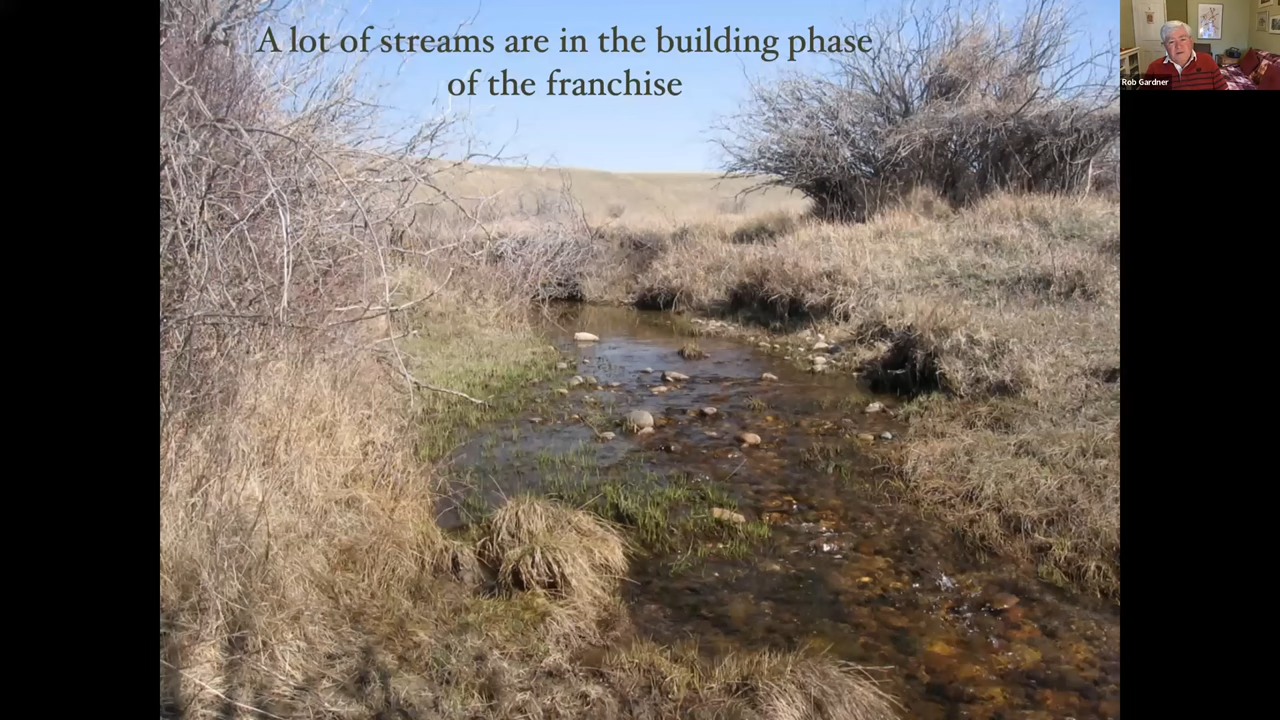 A lot of streams are in the building phase
of the franchise
Rob Gardner